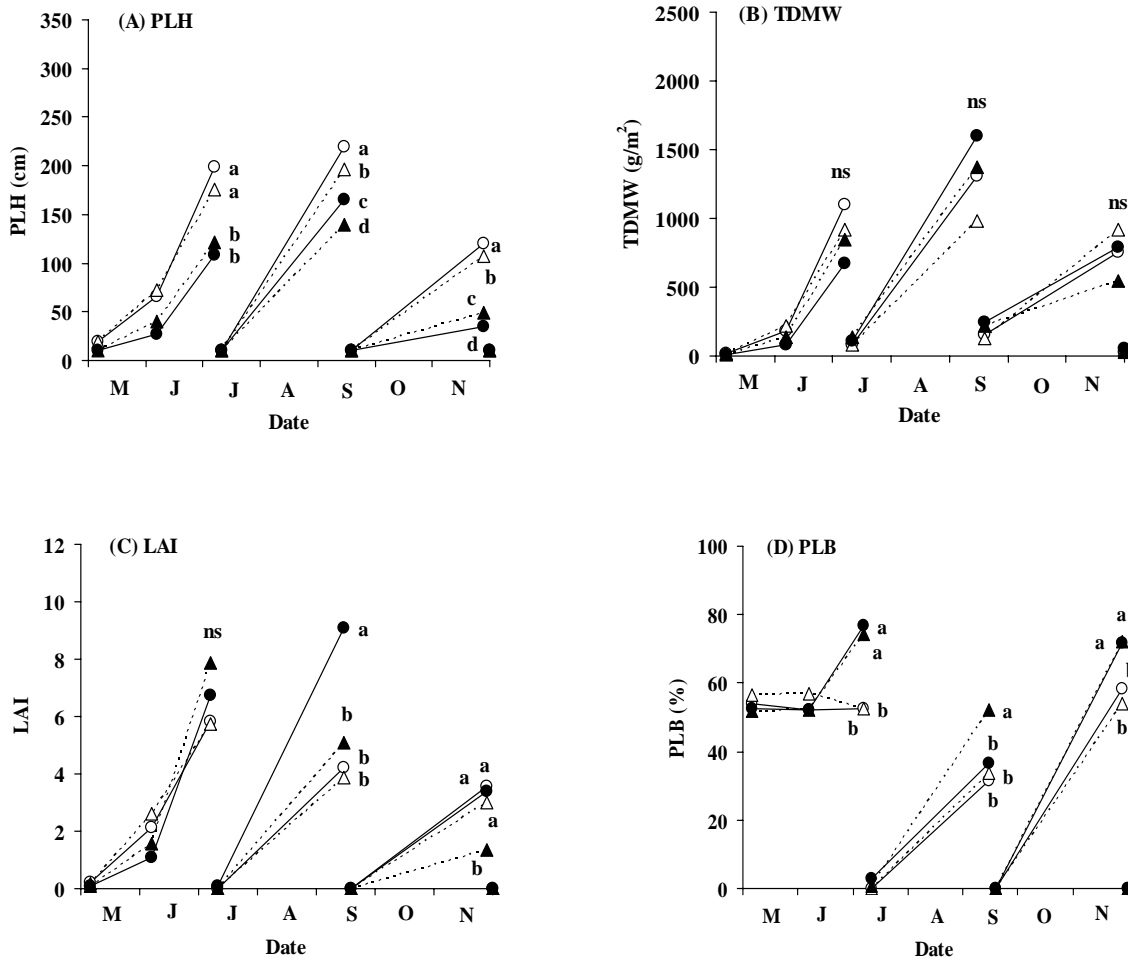 (A) PLH
350
300
250
200
150
100
50
0
PLH (cm)
a
a
b
b
a
b
c
d
a
b
c
d
M J J A S O N
Date
(B) TDMW
2500
2000
1500
1000
500
0
TDMW (g/m²)
ns
ns
ns
M J J A S O N
Date
(C) LAI
12
10
8
6
4
2
0
LAI
ns
a
b
b
b
a a
a
b
M J J A S O N
Date
(D) PLB
100
80
60
40
20
0
PLB (%)
a
a
b b
a
b
b
b
a
a
b
M J J A S O N
Date